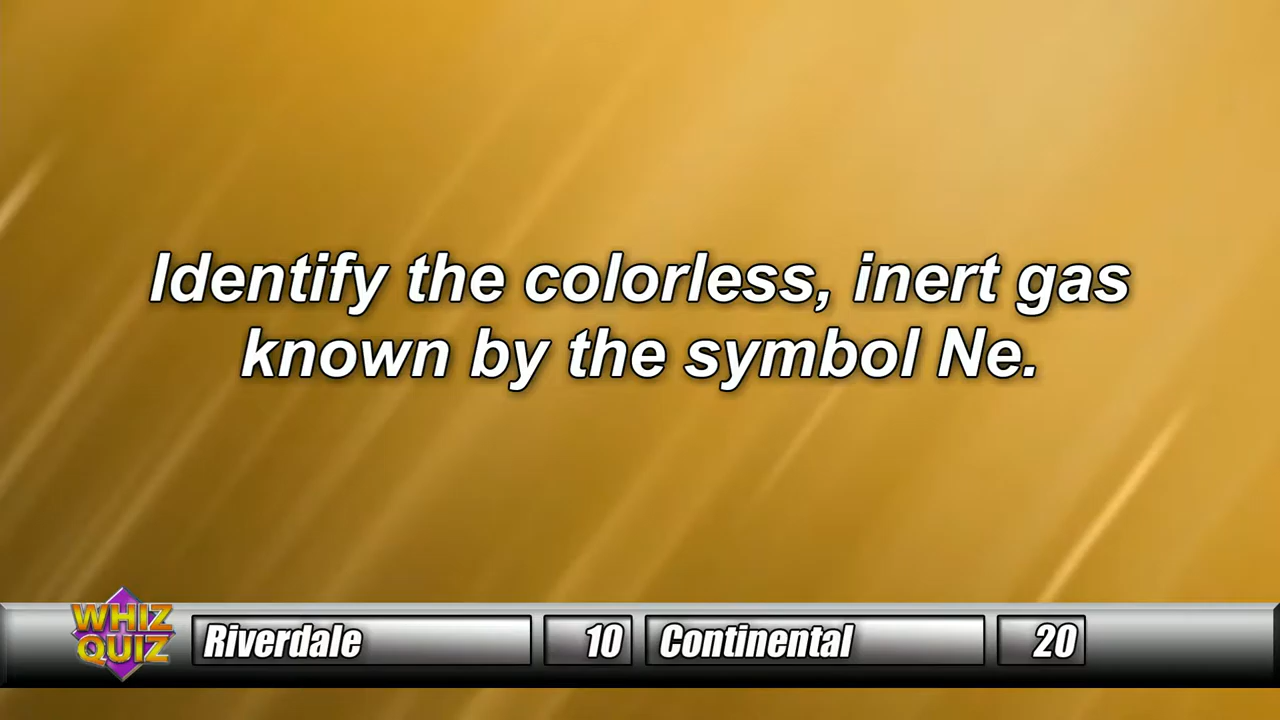 Identify the colorless, inert gas
known by the symbol Ne.
WHIZ
QUIZ
Riverdale 10 Continental 20